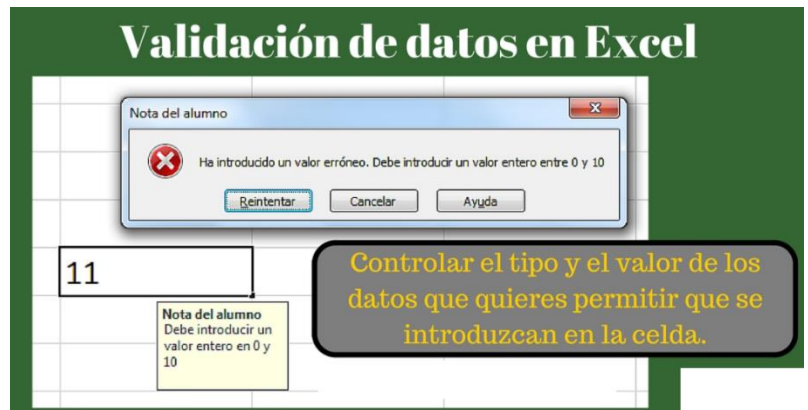 Validación de datos en Excel
Nota del alumno
Ha introducido un valor erróneo. Debe introducir un valor entero entre 0 y 10
Reintentar Cancelar Ayuda
11
Nota del alumno
Debe introducir un
valor entero en 0 y
10
Controlar el tipo y el valor de los
datos que quieres permitir que se
introduzcan en la celda.